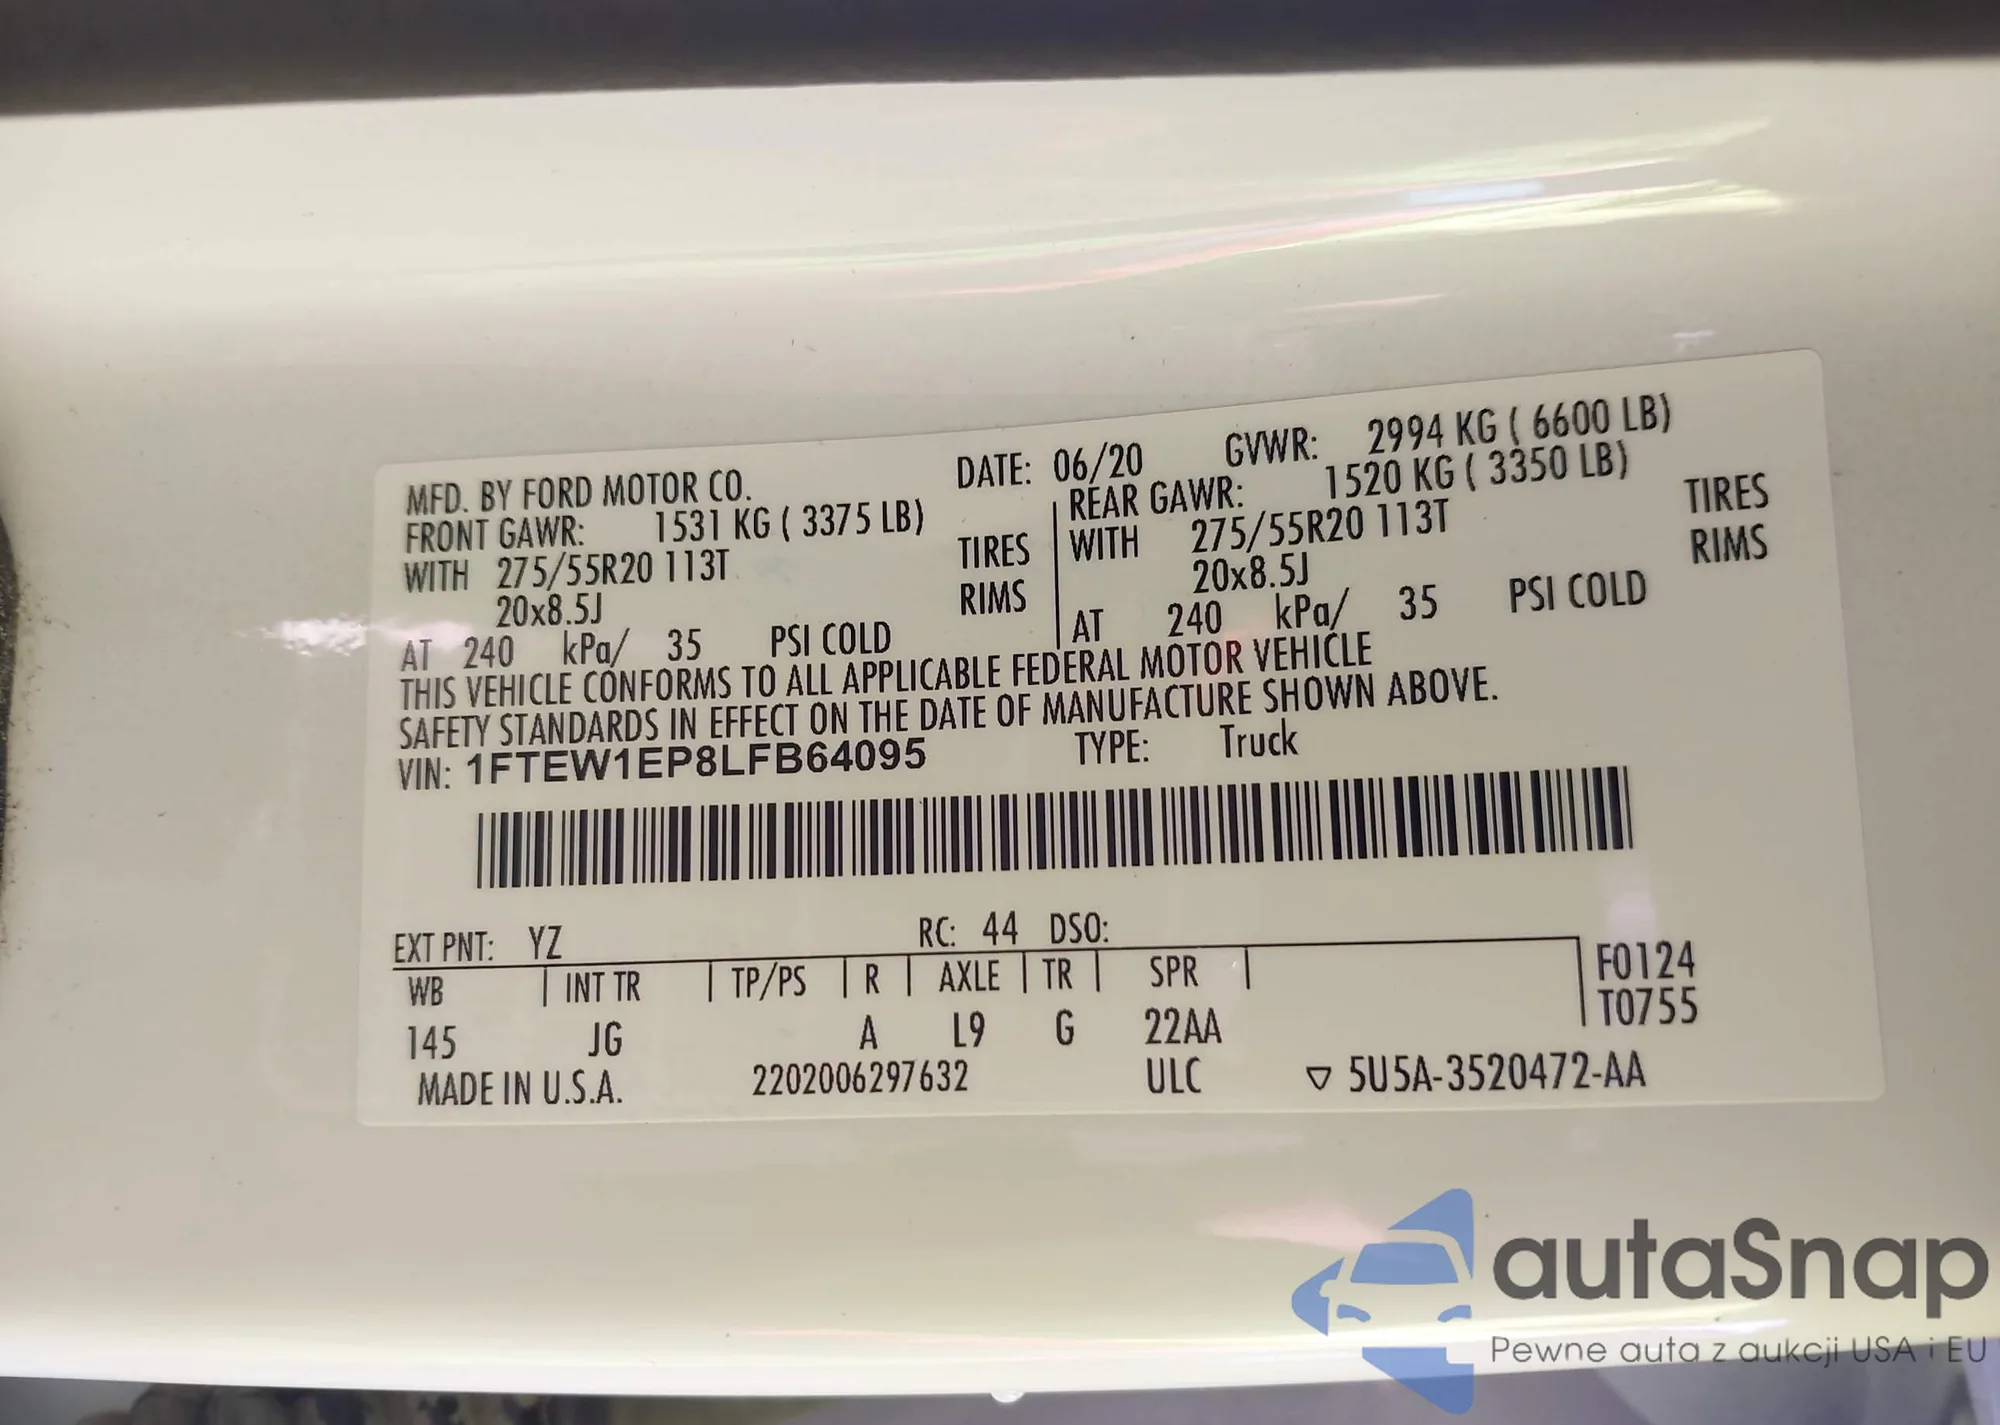 MFD. BY FORD MOTOR CO. DATE: 06/20 GVWR: 2994 KG ( 6600 LB)
FRONT GAWR: 1531 KG ( 3375 LB) REAR GAWR: 1520 KG ( 3350 LB)
WITH 275/55R20 113T TIRES WITH 275/55R20 113T TIRES
20x8.5J RIMS 20x8.5J RIMS
AT 240 kPa/ 35 PSI COLD AT 240 kPa/ 35 PSI COLD
THIS VEHICLE CONFORMS TO ALL APPLICABLE FEDERAL MOTOR VEHICLE
SAFETY STANDARDS IN EFFECT ON THE DATE OF MANUFACTURE SHOWN ABOVE.
VIN: 1FTEW1EP8LFB64095 TYPE: Truck
EXT PNT: YZ RC: 44 DSO:
WB INT TR TP/PS R AXLE TR SPR F0124
145 JG A L9 G 22AA T0755
MADE IN U.S.A. 2202006297632 ULC ▽ 5U5A-3520472-AA
autaSnap
Pewne auta z aukcji USA i EU